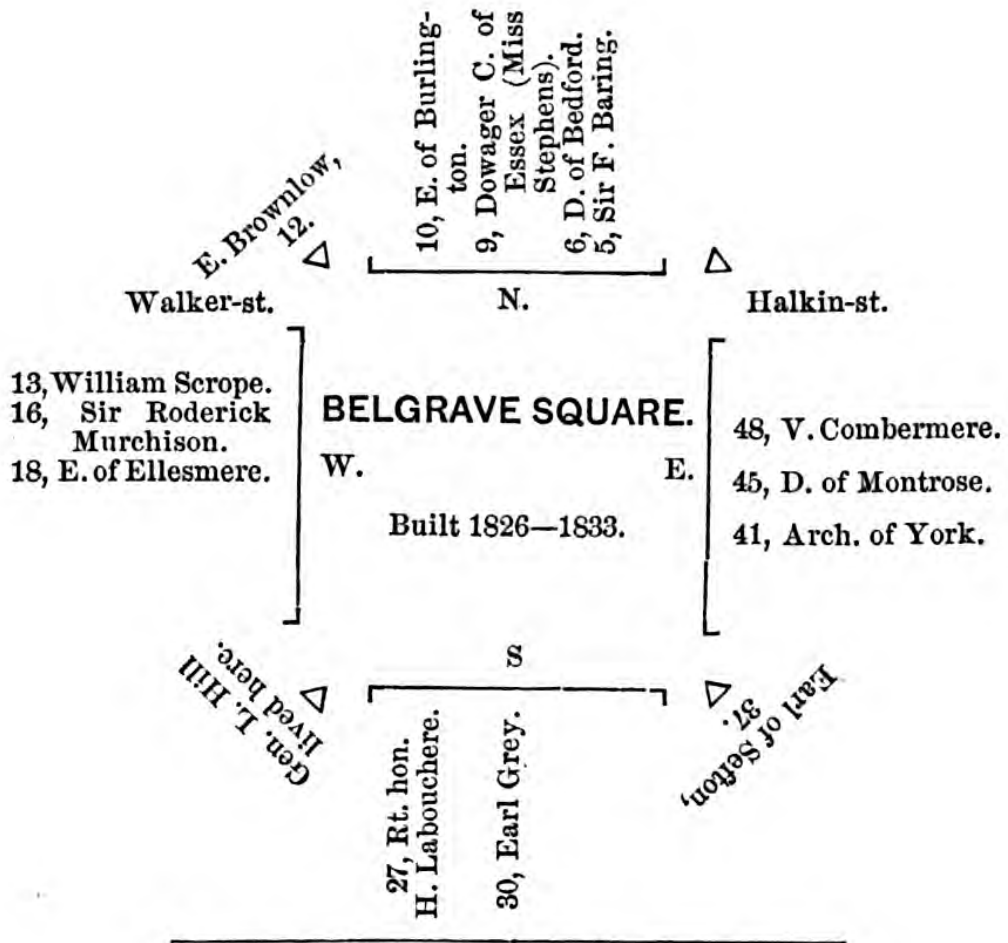 10, E. of Burling-
ton.
9, Dowager C. of
Essex (Miss
Stephens).
6, D. of Bedford.
5, Sir F. Baring.
E. Brownlow,
12.
Walker-st.
N.
Halkin-st.
13, William Scrope.
16, Sir Roderick
Murchison.
18, E. of Ellesmere.
BELGRAVE SQUARE.
W.
E.
Built 1826—1833.
48, V. Combermere.
45, D. of Montrose.
41, Arch. of York.
S
Gen. L. Hill
lived here.
27, Rt. hon.
H. Labouchere.
30, Earl Grey.
Earl of Sefton,
37.